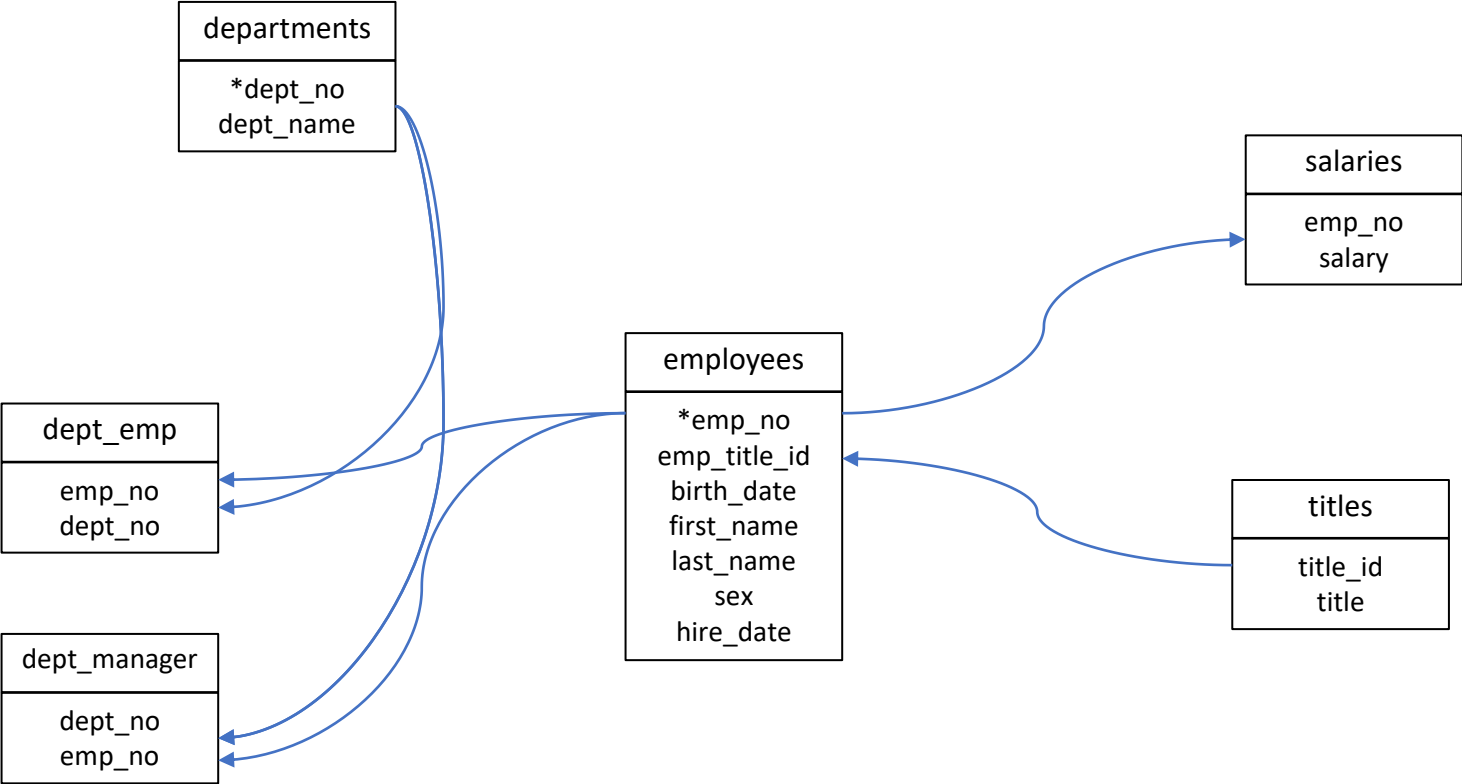 departments
*dept_no
dept_name
salaries
emp_no
salary
employees
*emp_no
emp_title_id
birth_date
first_name
last_name
sex
hire_date
dept_emp
emp_no
dept_no
titles
title_id
title
dept_manager
dept_no
emp_no